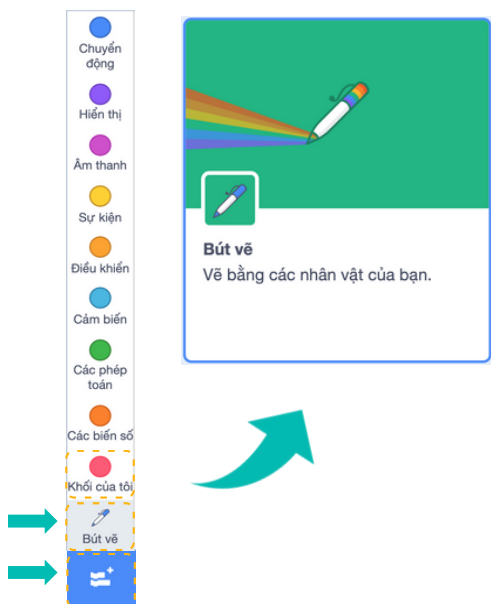 Chuyển
động
Hiển thị
Âm thanh
Sự kiện
Điều khiển
Cảm biến
Các phép
toán
Các biến số
Khối của tôi
Bút vẽ
Bút vẽ
Vẽ bằng các nhân vật của bạn.